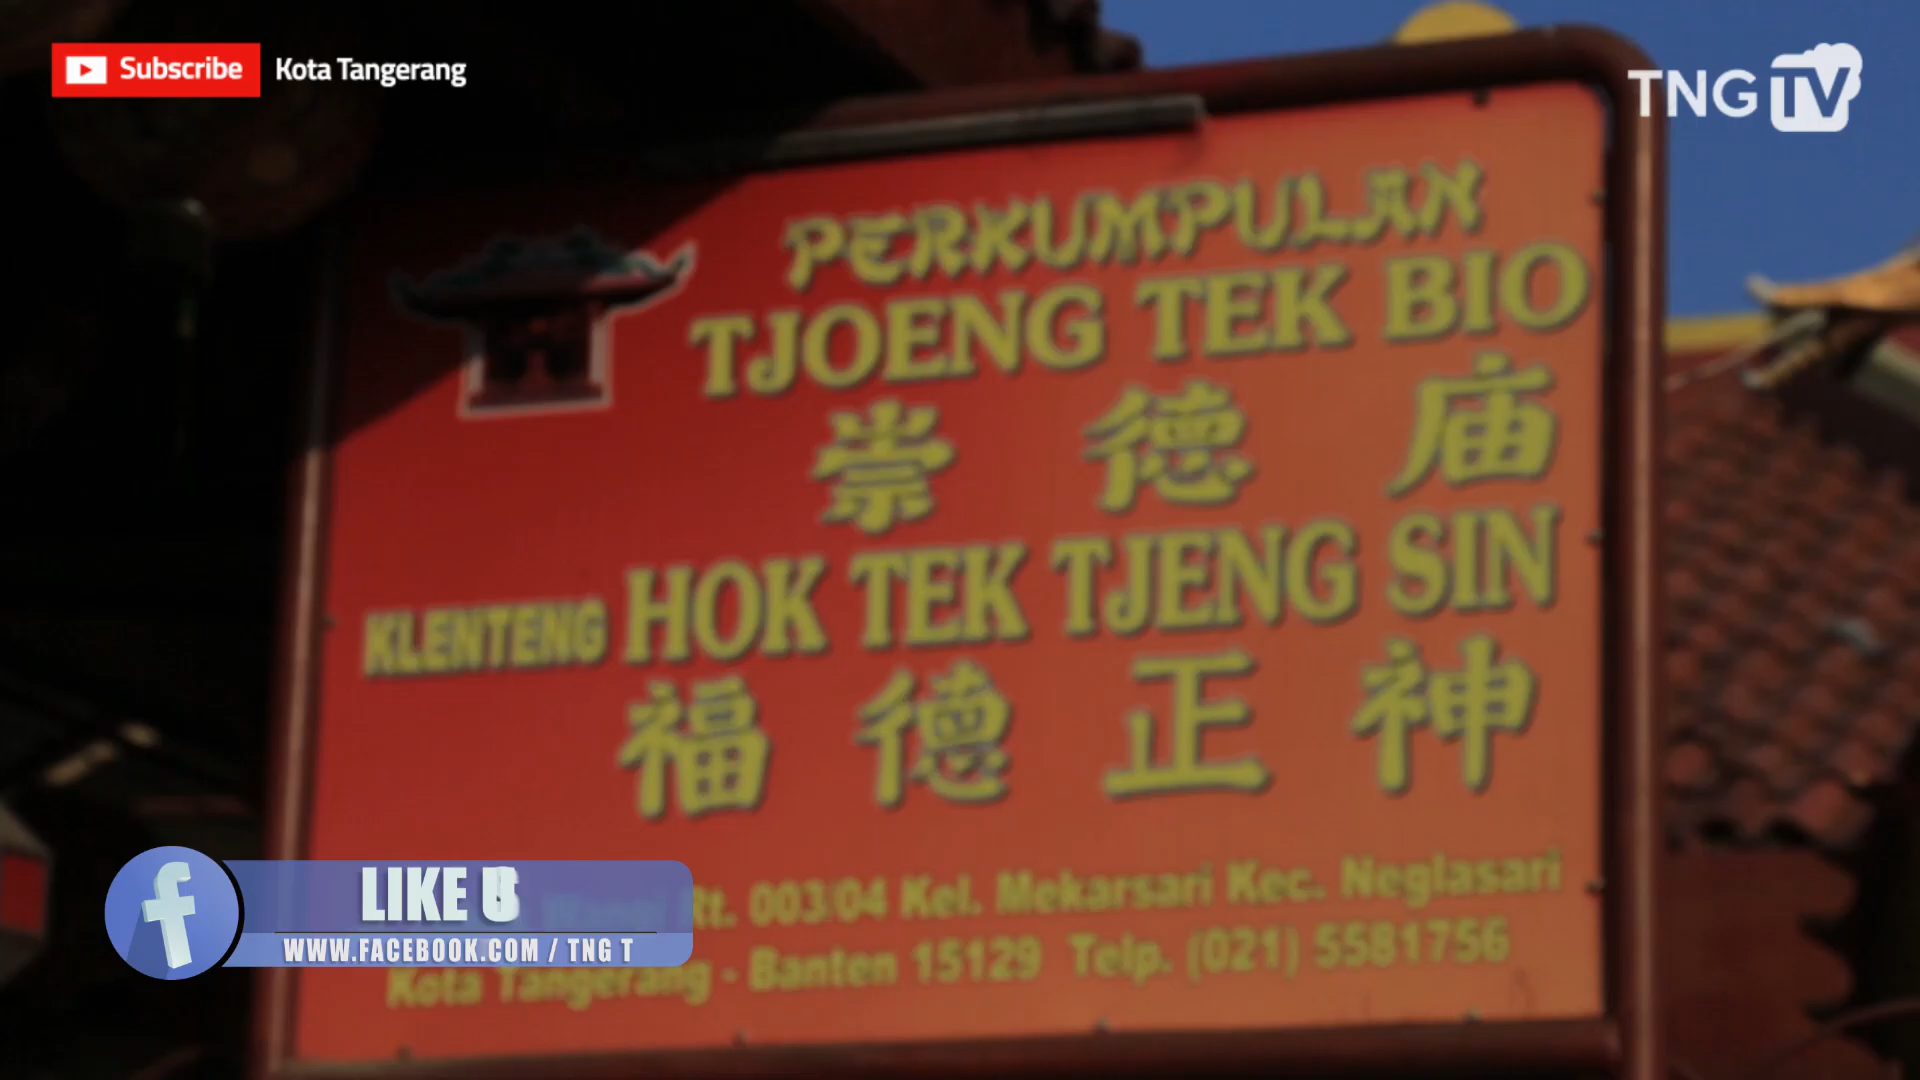 Subscribe Kota Tangerang
TNG TV
PERKUMPULAN
TJOENG TEK BIO
崇德庙
KLENTENG HOK TEK TJENG SIN
福德正神
Rt. 003/04 Kel. Mekarsari Kec. Neglasari
Kota Tangerang - Banten 15129 Telp. (021) 5581756
LIKE
WWW.FACEBOOK.COM / TNG T